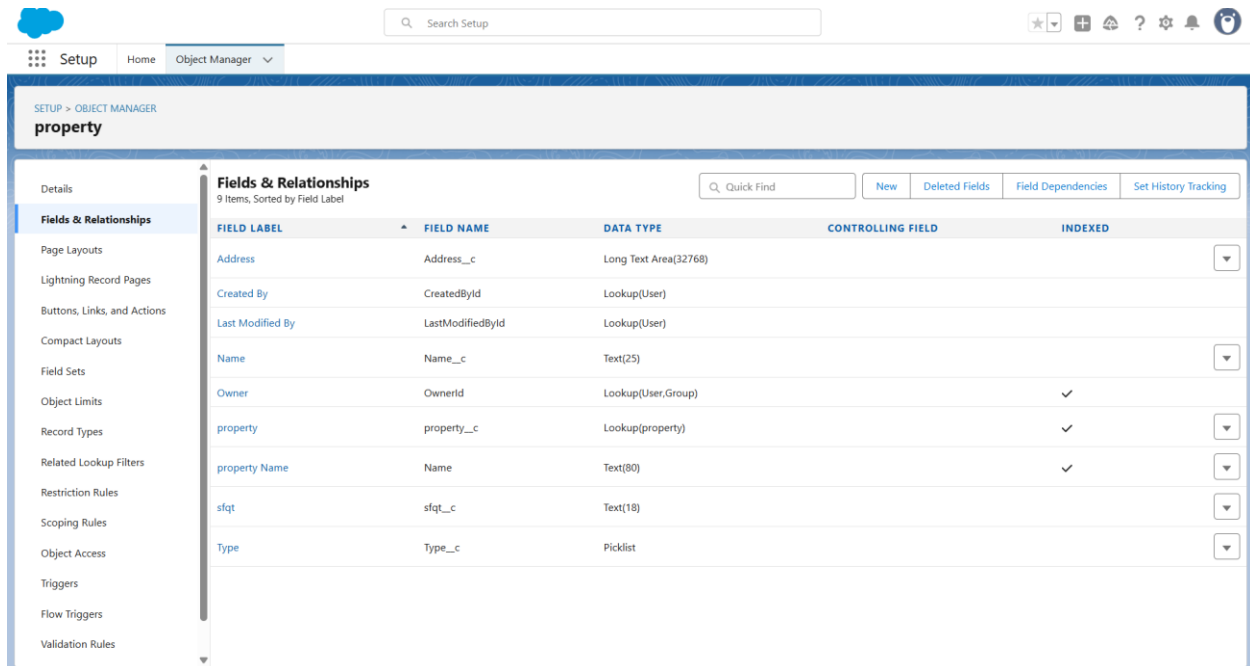 Search Setup
Setup
Home
Object Manager
SETUP > OBJECT MANAGER
property
Details
Fields & Relationships
Page Layouts
Lightning Record Pages
Buttons, Links, and Actions
Compact Layouts
Field Sets
Object Limits
Record Types
Related Lookup Filters
Restriction Rules
Scoping Rules
Object Access
Triggers
Flow Triggers
Validation Rules
Fields & Relationships
9 Items, Sorted by Field Label
Quick Find
New
Deleted Fields
Field Dependencies
Set History Tracking
FIELD LABEL FIELD NAME DATA TYPE CONTROLLING FIELD INDEXED
Address Address__c Long Text Area(32768)
Created By CreatedById Lookup(User)
Last Modified By LastModifiedById Lookup(User)
Name Name__c Text(25)
Owner OwnerId Lookup(User,Group)
property property__c Lookup(property)
property Name Name Text(80)
sfqt sfqt__c Text(18)
Type Type__c Picklist